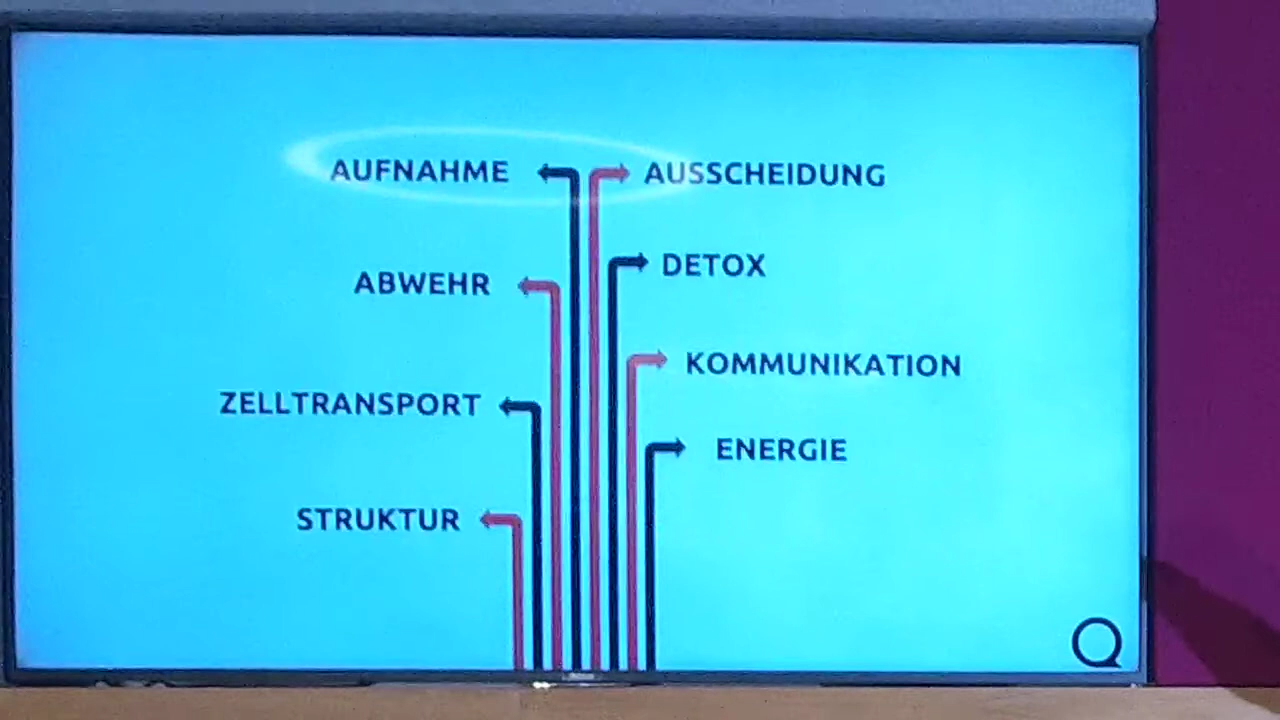 AUFNAHME
AUSSCHEIDUNG
DETOX
ABWEHR
KOMMUNIKATION
ZELLTRANSPORT
ENERGIE
STRUKTUR
Q